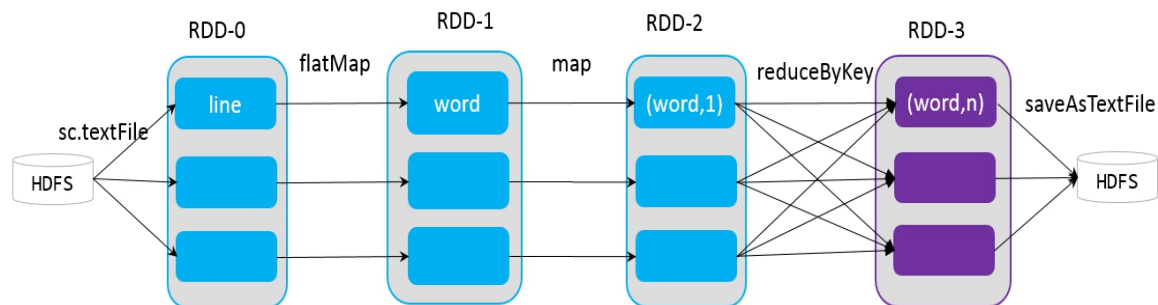 RDD-0
RDD-1
RDD-2
RDD-3
flatMap
map
reduceByKey
saveAsTextFile
sc.textFile
line
word
(word,1)
(word,n)
HDFS
HDFS